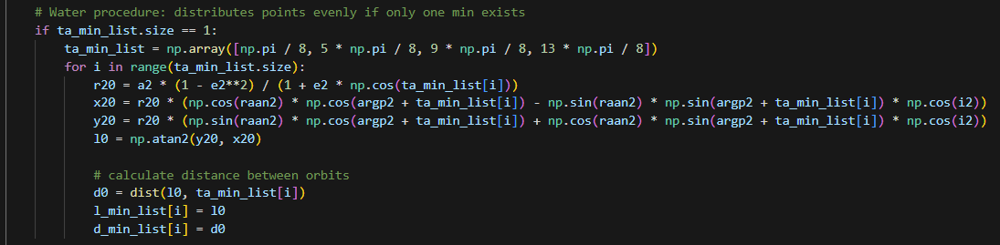 # Water procedure: distributes points evenly if only one min exists
if ta_min_list.size == 1:
ta_min_list = np.array([np.pi / 8, 5 * np.pi / 8, 9 * np.pi / 8, 13 * np.pi / 8])
for i in range(ta_min_list.size):
r20 = a2 * (1 - e2**2) / (1 + e2 * np.cos(ta_min_list[i]))
x20 = r20 * (np.cos(raan2) * np.cos(argp2 + ta_min_list[i]) - np.sin(raan2) * np.sin(argp2 + ta_min_list[i]) * np.cos(i2))
y20 = r20 * (np.sin(raan2) * np.cos(argp2 + ta_min_list[i]) + np.cos(raan2) * np.sin(argp2 + ta_min_list[i]) * np.cos(i2))
l0 = np.atan2(y20, x20)
# calculate distance between orbits
d0 = dist(l0, ta_min_list[i])
l_min_list[i] = l0
d_min_list[i] = d0